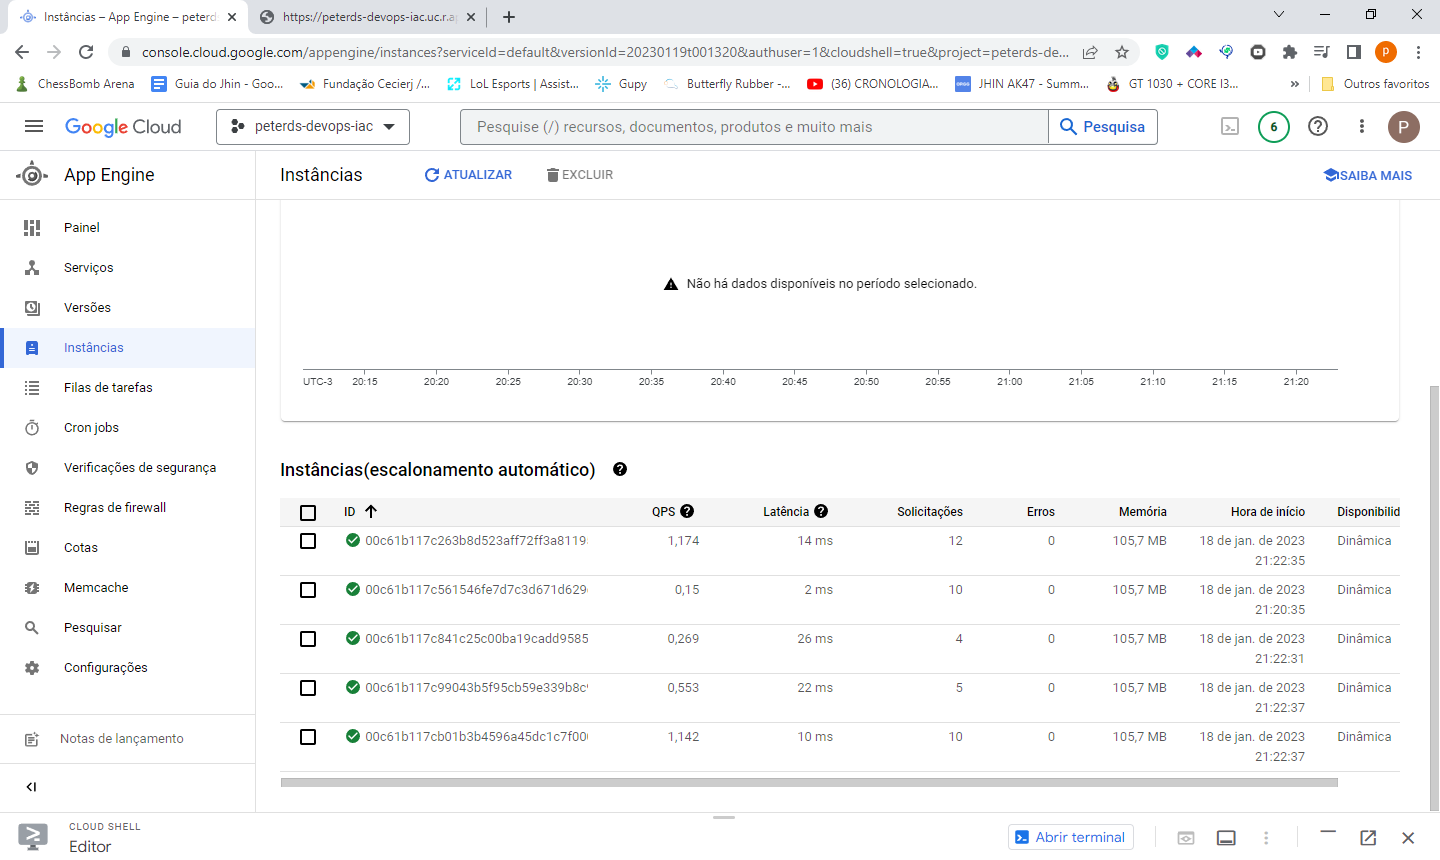 Instâncias – App Engine – peterd
https://peterds-devops-iac.uc.r.a
console.cloud.google.com/appengine/instances?serviceId=default&versionId=20230119t001320&authuser=1&cloudshell=true&project=peterds-de...
P
ChessBomb Arena
Guia do Jhin - Goo...
Fundação Cecierj /...
LoL Esports | Assist...
Gupy
Butterfly Rubber -...
(36) CRONOLOGIA...
JHIN AK47 - Summ...
GT 1030 + CORE I3...
»
Outros favoritos
Google Cloud
peterds-devops-iac
Pesquise (/) recursos, documentos, produtos e muito mais
Pesquisa
6
P
App Engine
Instâncias
ATUALIZAR
EXCLUIR
SAIBA MAIS
Painel
Serviços
Versões
Instâncias
Filas de tarefas
Cron jobs
Verificações de segurança
Regras de firewall
Cotas
Memcache
Pesquisar
Configurações
Notas de lançamento
Não há dados disponíveis no período selecionado.
UTC-3 20:15 20:20 20:25 20:30 20:35 20:40 20:45 20:50 20:55 21:00 21:05 21:10 21:15 21:20
Instâncias(escalonamento automático)
ID QPS Latência Solicitações Erros Memória Hora de início Disponibilid
00c61b117c263b8d523aff72ff3a8119 1,174 14 ms 12 0 105,7 MB 18 de jan. de 2023 Dinâmica
21:22:35
00c61b117c561546fe7d7c3d671d629 0,15 2 ms 10 0 105,7 MB 18 de jan. de 2023 Dinâmica
21:20:35
00c61b117c841c25c00ba19cadd9585 0,269 26 ms 4 0 105,7 MB 18 de jan. de 2023 Dinâmica
21:22:31
00c61b117c99043b5f95cb59e339b8c 0,553 22 ms 5 0 105,7 MB 18 de jan. de 2023 Dinâmica
21:22:37
00c61b117cb01b3b4596a45dc1c7f00 1,142 10 ms 10 0 105,7 MB 18 de jan. de 2023 Dinâmica
21:22:37
CLOUD SHELL
Editor
Abrir terminal